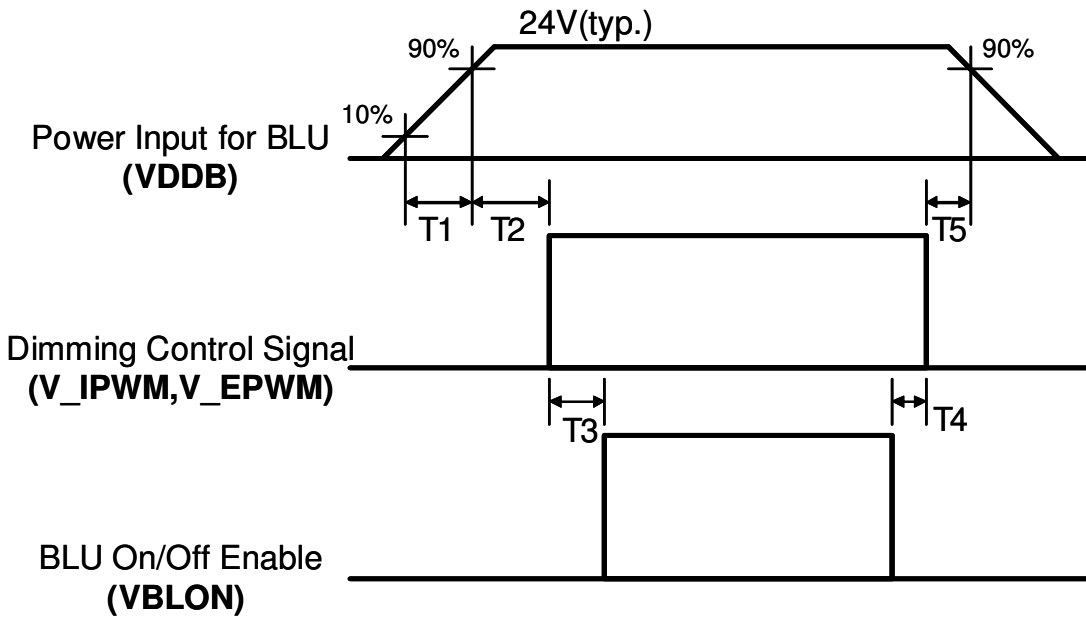 24V(typ.)
90%
90%
10%
Power Input for BLU
(VDDB)
T1
T2
T5
Dimming Control Signal
(V_IPWM,V_EPWM)
T3
T4
BLU On/Off Enable
(VBLON)